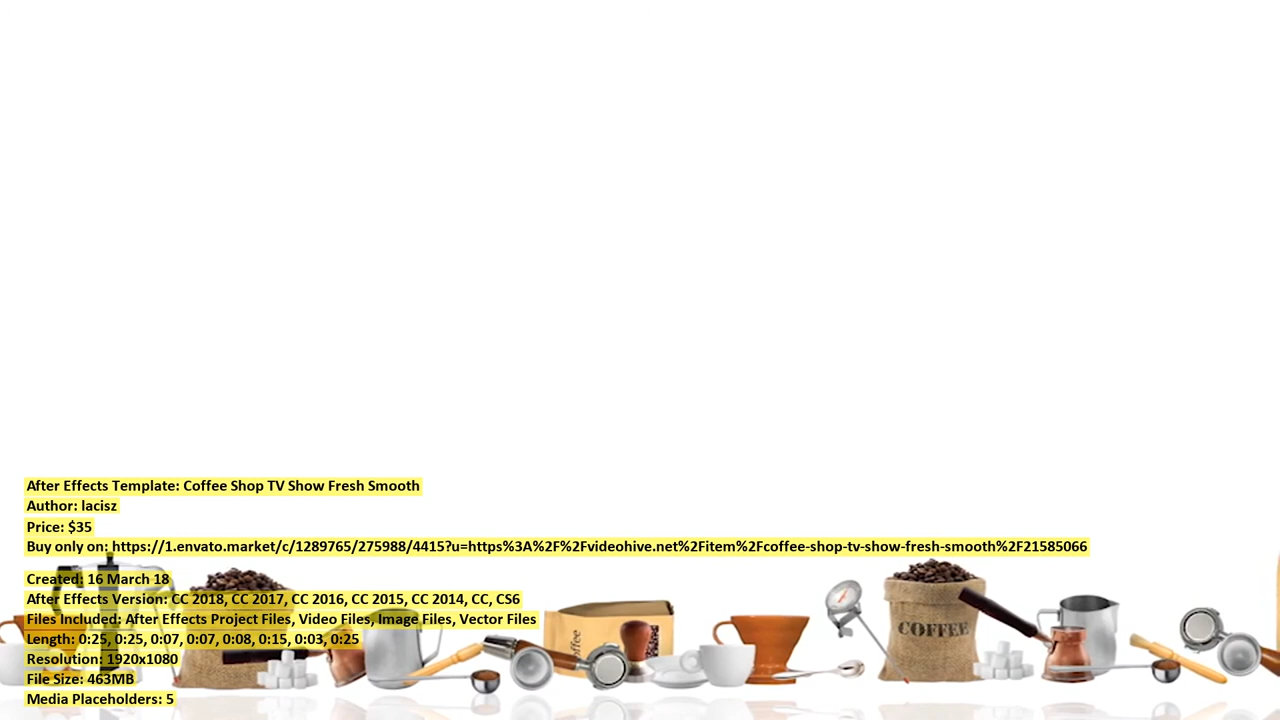 After Effects Template: Coffee Shop TV Show Fresh Smooth
Author: lacisz
Price: $35
Buy only on: https://1.envato.market/c/1289765/275988/4415?u=https%3A%2F%2Fvideohive.net%2Fitem%2Fcoffee-shop-tv-show-fresh-smooth%2F21585066
Created: 16 March 18
After Effects Version: CC 2018, CC 2017, CC 2016, CC 2015, CC 2014, CC, CS6
Files Included: After Effects Project Files, Video Files, Image Files, Vector Files
Length: 0:25, 0:25, 0:07, 0:07, 0:08, 0:15, 0:03, 0:25
Resolution: 1920x1080
File Size: 463MB
Media Placeholders: 5
COFFEE